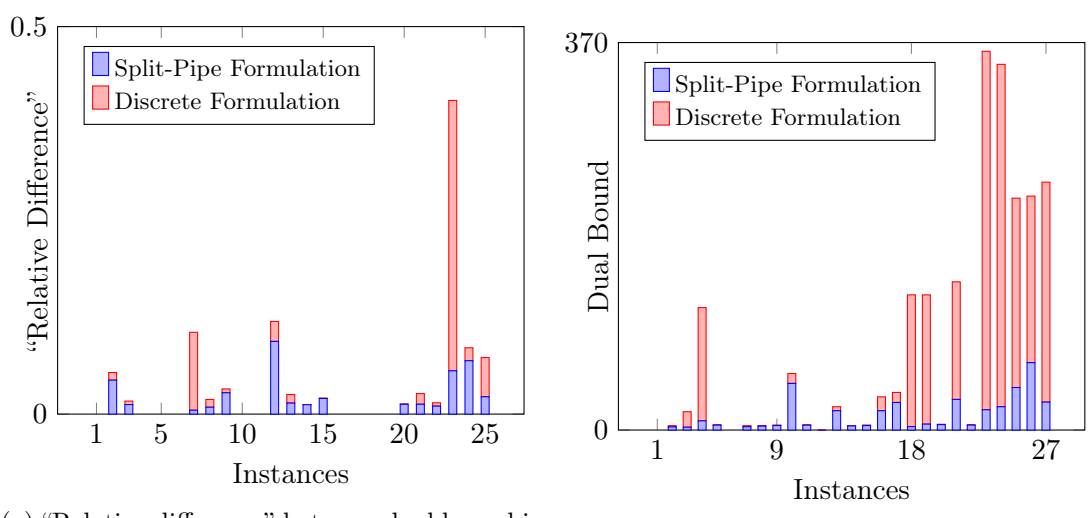 0.5
Split-Pipe Formulation
Discrete Formulation
“Relative Difference”
0
1 5 10 15 20 25
Instances
370
Split-Pipe Formulation
Discrete Formulation
Dual Bound
0
1 9 18 27
Instances